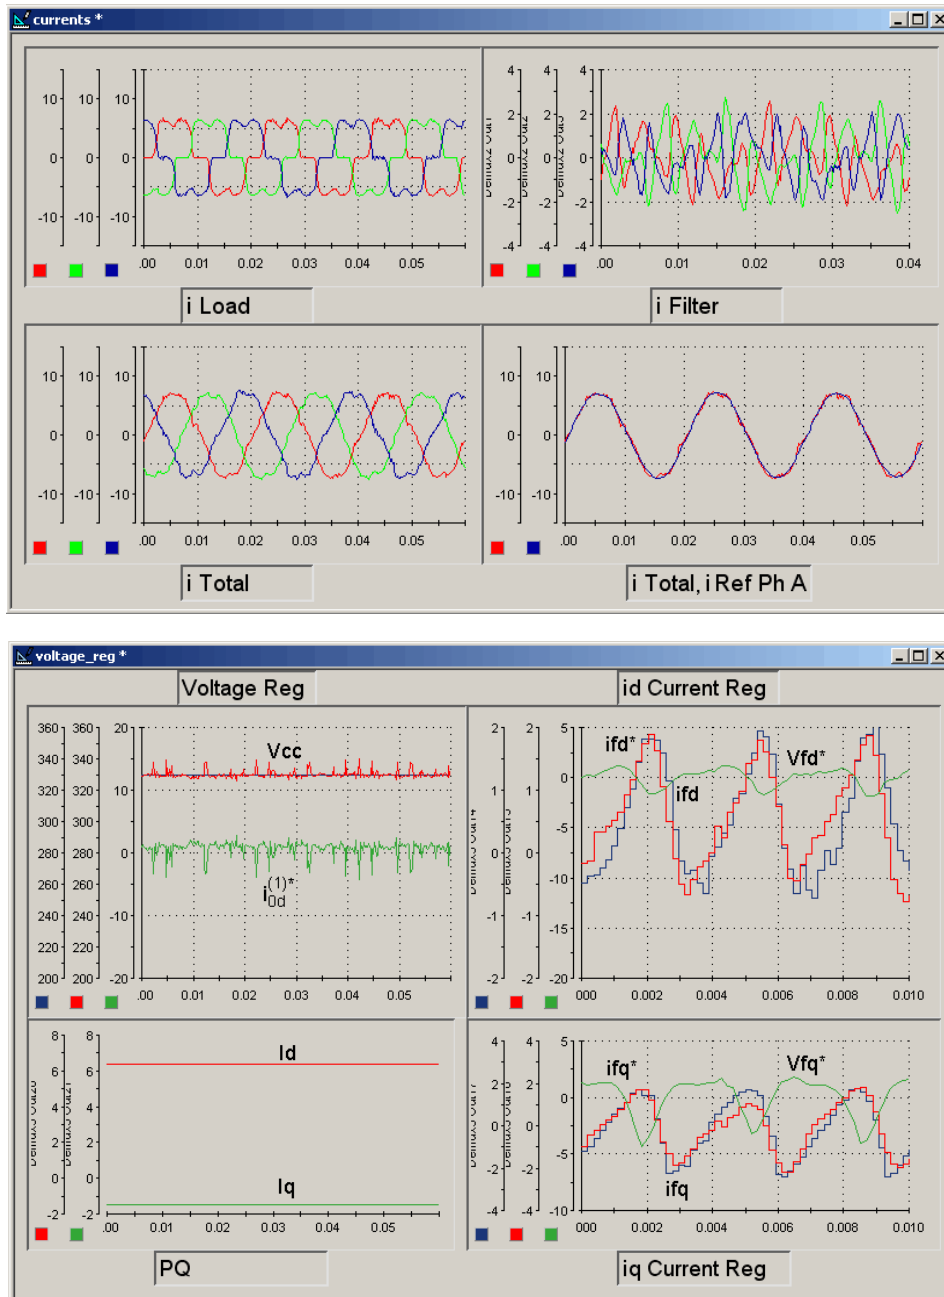 currents *
10 10 10
0 0 0
-10 -10 -10
.00 0.01 0.02 0.03 0.04 0.05
i Load
4 4 4
2 2 2
0 0 0
-2 -2 -2
-4 -4 -4
.00 0.01 0.02 0.03 0.04
i Filter
10 10 10
0 0 0
-10 -10 -10
.00 0.01 0.02 0.03 0.04 0.05
i Total
10 10
0 0
-10 -10
.00 0.01 0.02 0.03 0.04 0.05
i Total, i Ref Ph A
voltage_reg *
Voltage Reg
360 360 20
340 340
320 320 10
300 300
280 280 0
260 260
240 240 -10
220 220
200 200 -20
Vcc
i0d(1)*
.00 0.01 0.02 0.03 0.04 0.05
id Current Reg
2 2 5
1 1 0
-5
0 0
-10
-1 -1 -15
-2 -2 -20
ifd*
Vfd*
ifd
000 0.002 0.004 0.006 0.008 0.010
8 8
6 6
4 4
2 2
0 0
-2 -2
Id
Iq
.00 0.01 0.02 0.03 0.04 0.05
PQ
4 4 5
2 2 0
0 0
-5
-2 -2
-4 -4 -10
ifq*
Vfq*
ifq
000 0.002 0.004 0.006 0.008 0.010
iq Current Reg